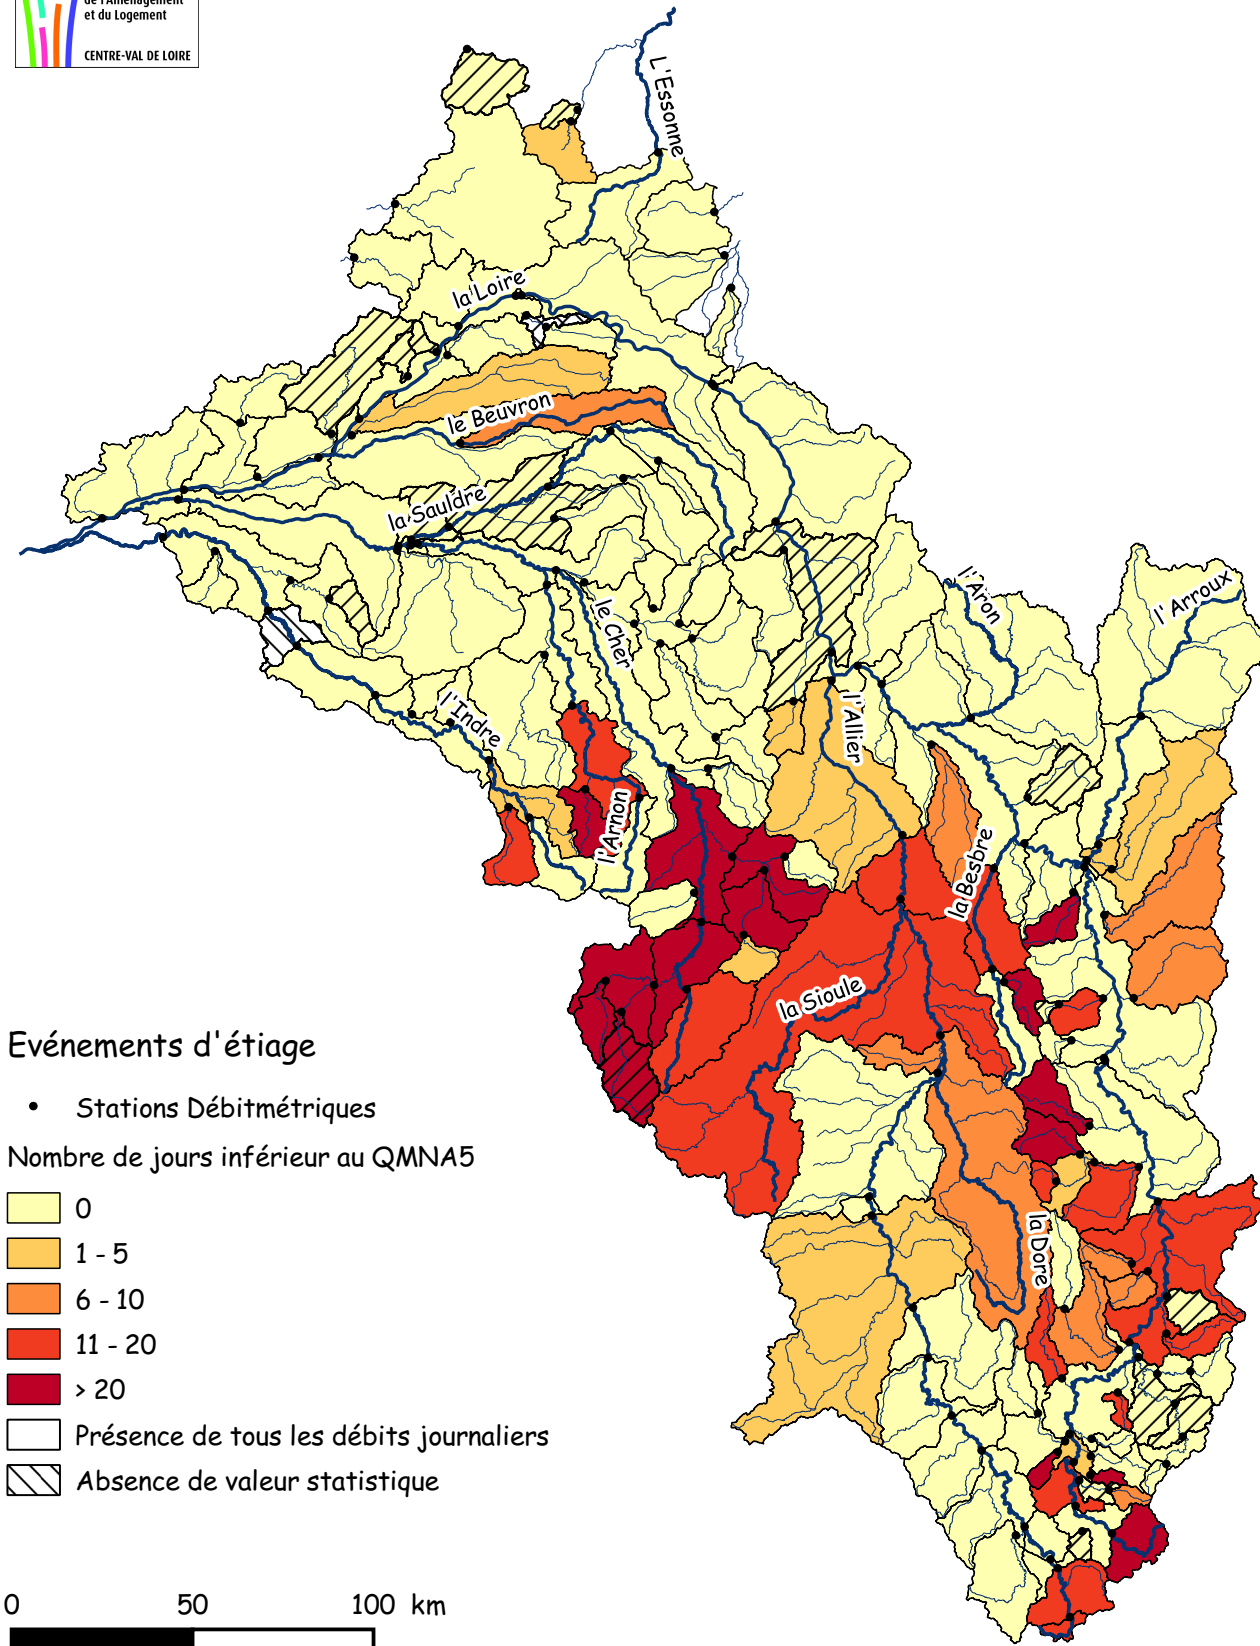 de l'Aménagement
et du Logement
CENTRE-VAL DE LOIRE
L'Essonne
la Loire
le Beuvron
la Sauldre
le Cher
l'Indre
l'Arnon
l'Allier
l'Aron
l'Arroux
la Besbre
la Sioule
la Dore
Evénements d'étiage
Stations Débitmétriques
Nombre de jours inférieur au QMNA5
0
1 - 5
6 - 10
11 - 20
> 20
Présence de tous les débits journaliers
Absence de valeur statistique
0 50 100 km